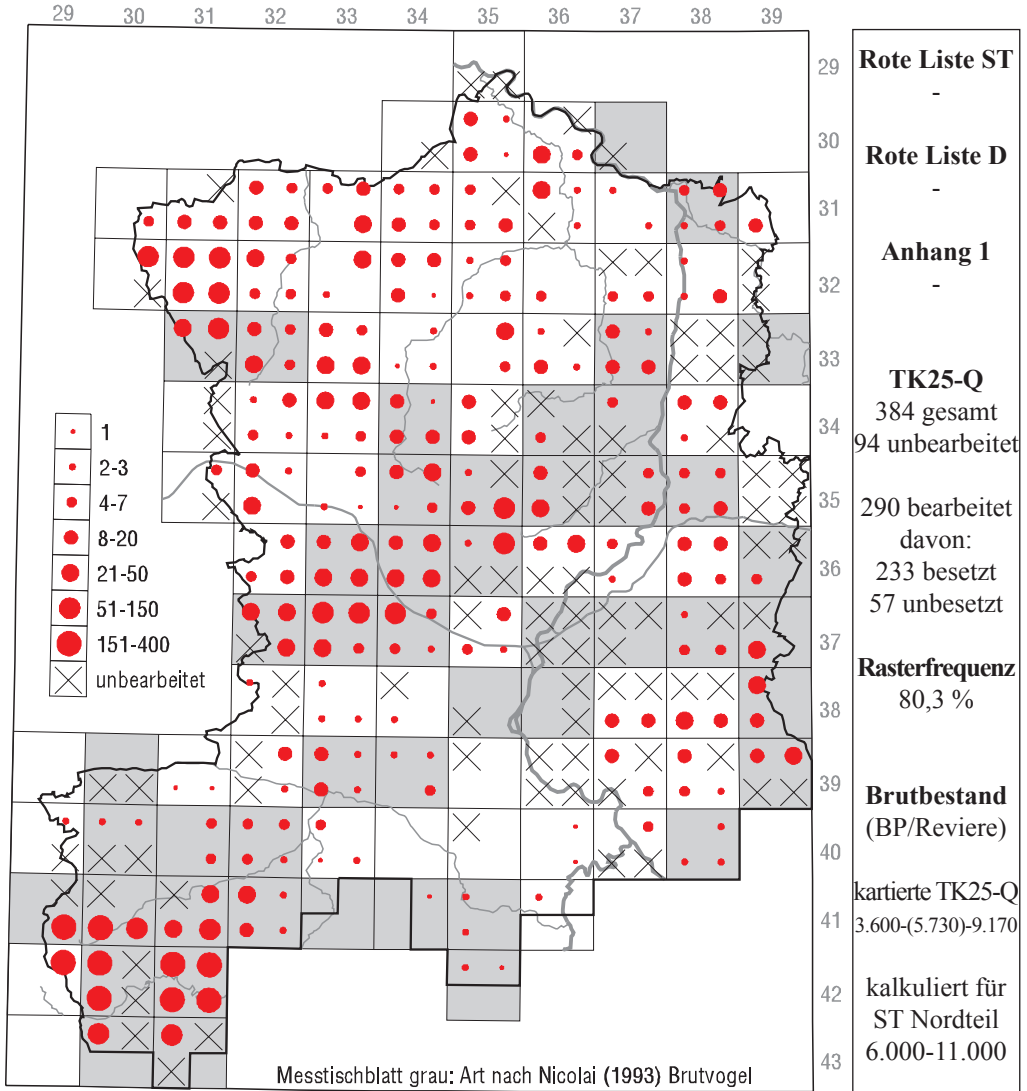 29 30 31 32 33 34 35 36 37 38 39
29
30
31
32
33
34
35
36
37
38
39
40
41
42
43
1
2-3
4-7
8-20
21-50
51-150
151-400
unbearbeitet
Messtischblatt grau: Art nach Nicolai (1993) Brutvogel
Rote Liste ST
-
Rote Liste D
-
Anhang 1
-
TK25-Q
384 gesamt
94 unbearbeitet
290 bearbeitet
davon:
233 besetzt
57 unbesetzt
Rasterfrequenz
80,3 %
Brutbestand
(BP/Reviere)
kartierte TK25-Q
3.600-(5.730)-9.170
kalkuliert für
ST Nordteil
6.000-11.000